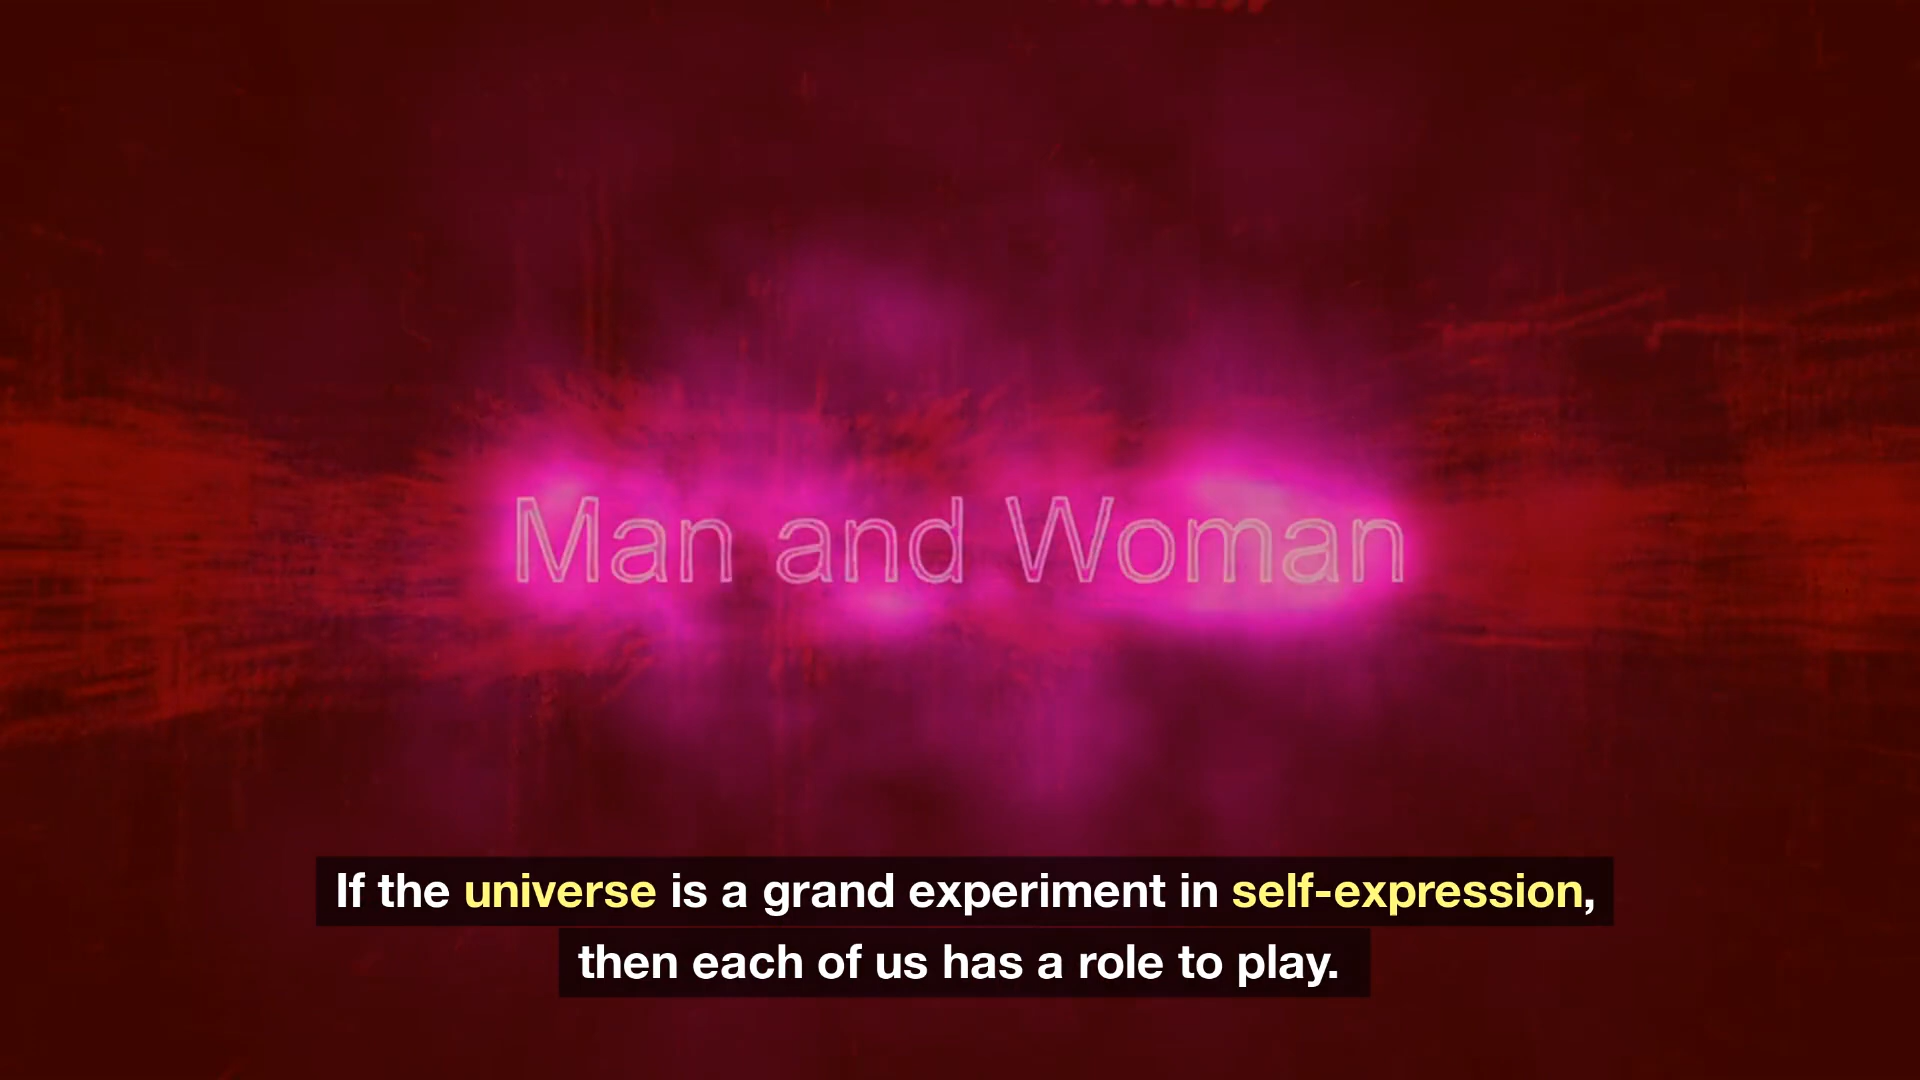 Man and Woman
If the universe is a grand experiment in self-expression,
then each of us has a role to play.